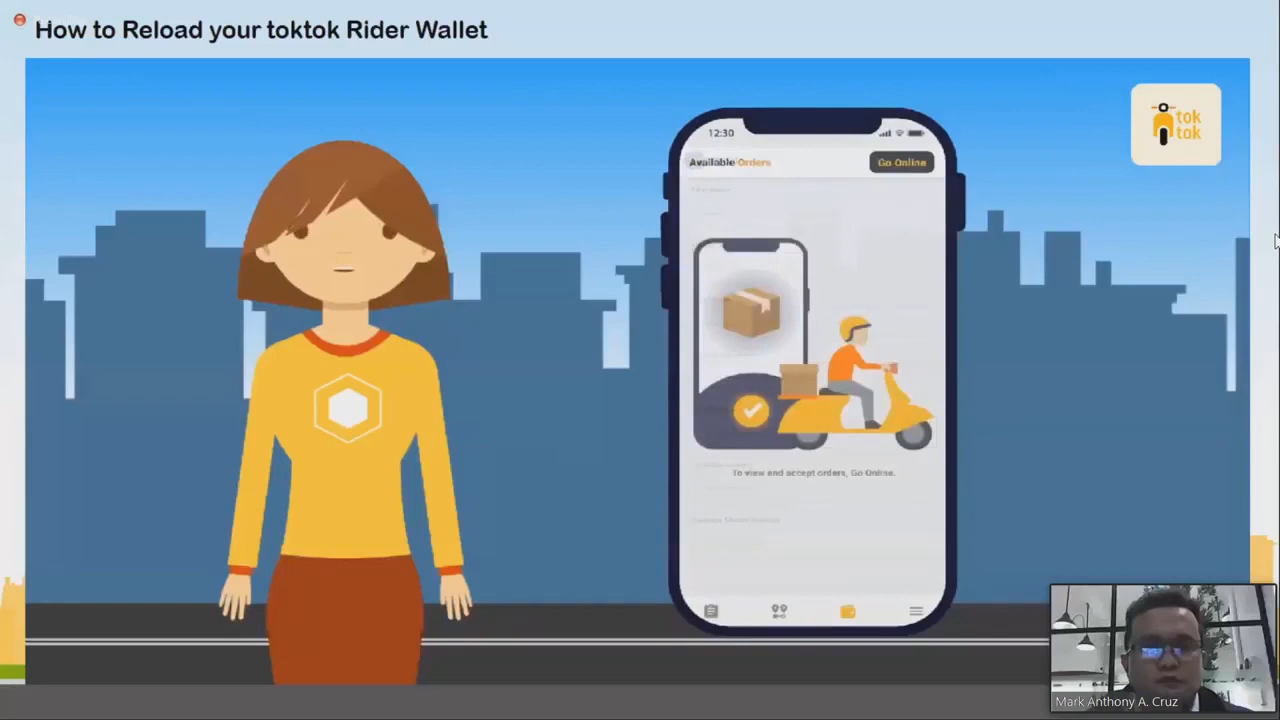 How to Reload your toktok Rider Wallet
tok
tok
12:30
Available Orders
Go Online
To view and accept orders, Go Online.
Mark Anthony A. Cruz